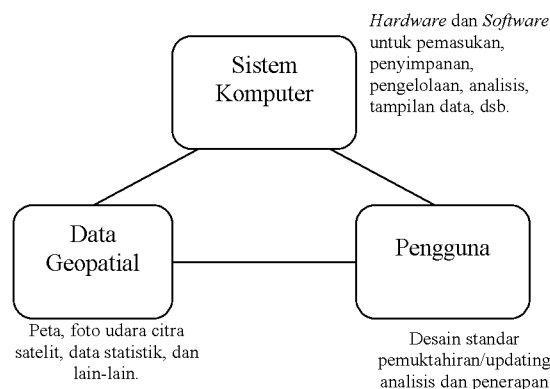 Hardware dan Software
untuk pemasukan,
penyimpanan,
pengelolaan, analisis,
tampilan data, dsb.
Sistem
Komputer
Data
Geopatial
Pengguna
Peta, foto udara citra
satelit, data statistik, dan
lain-lain.
Desain standar
pemuktahiran/updating
analisis dan penerapan